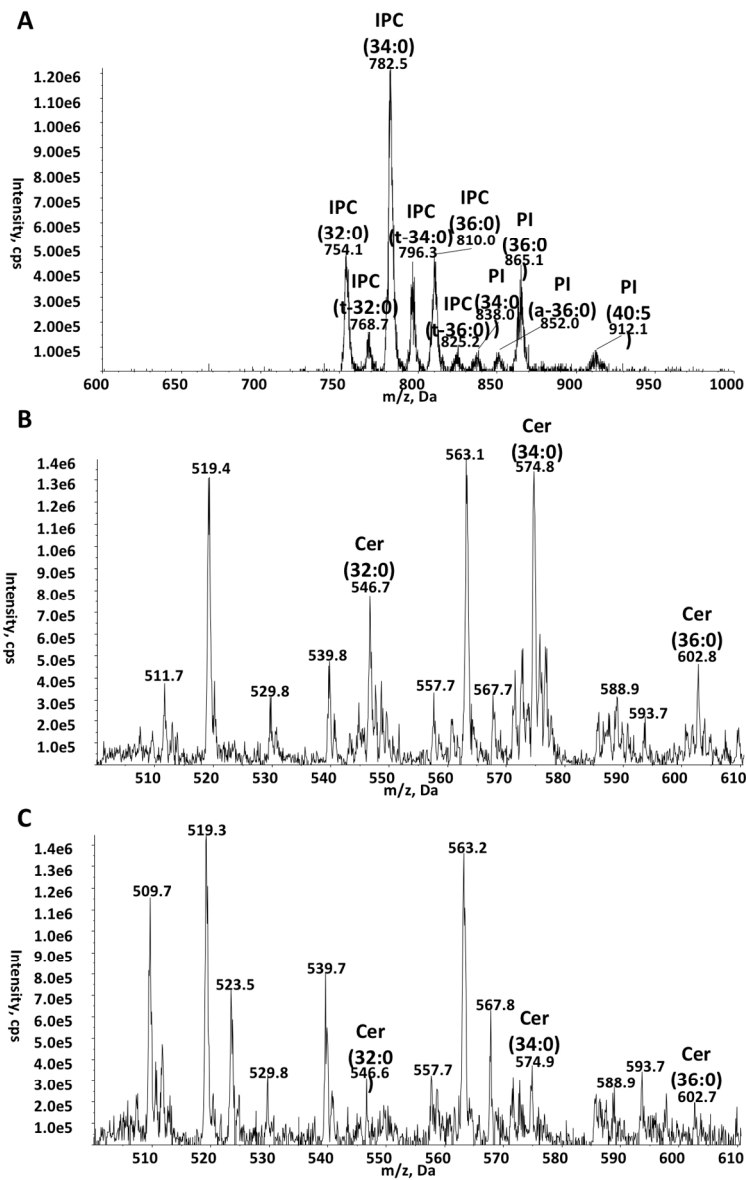 A
IPC
(34:0)
782.5
IPC
(32:0)
754.1
IPC
(t-32:0)
768.7
IPC
(t-34:0)
796.3
IPC
(36:0)
810.0
IPC
(t-36:0)
825.2
PI
(34:0
)
838.0
PI
(36:0
)
865.1
PI
(a-36:0)
852.0
PI
(40:5
)
912.1
Intensity, cps
1.20e6
1.00e6
9.00e5
8.00e5
7.00e5
6.00e5
5.00e5
4.00e5
3.00e5
2.00e5
1.00e5
600 650 700 750 800 850 900 950 1000
m/z, Da
B
519.4
563.1
Cer
(34:0)
574.8
Cer
(32:0)
546.7
Cer
(36:0)
602.8
511.7
529.8
539.8
557.7
567.7
588.9
593.7
Intensity, cps
1.4e6
1.3e6
1.2e6
1.1e6
1.0e6
9.0e5
8.0e5
7.0e5
6.0e5
5.0e5
4.0e5
3.0e5
2.0e5
1.0e5
510 520 530 540 550 560 570 580 590 600 610
m/z, Da
C
519.3
563.2
509.7
523.5
539.7
529.8
Cer
(32:0
)
546.6
557.7
567.8
Cer
(34:0)
574.9
588.9
593.7
Cer
(36:0)
602.7
Intensity, cps
1.4e6
1.3e6
1.2e6
1.1e6
1.0e6
9.0e5
8.0e5
7.0e5
6.0e5
5.0e5
4.0e5
3.0e5
2.0e5
1.0e5
510 520 530 540 550 560 570 580 590 600 610
m/z, Da